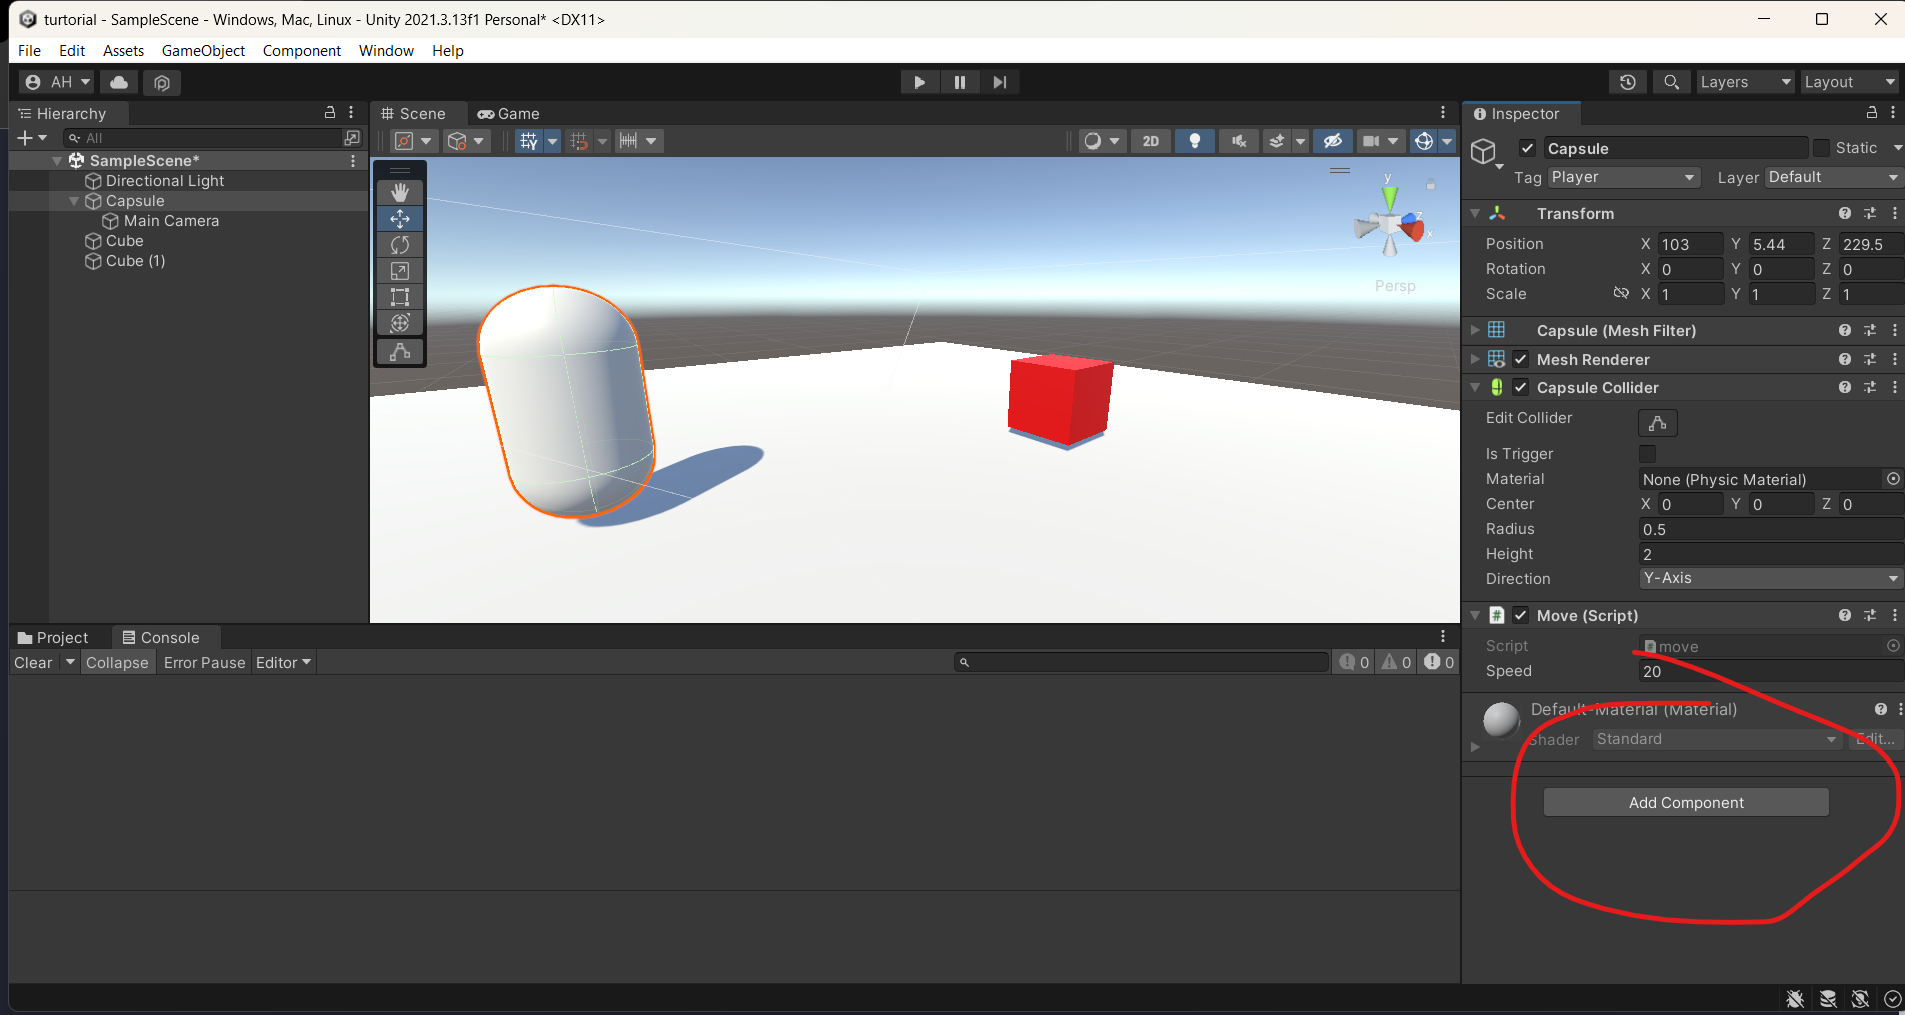 turtorial - SampleScene - Windows, Mac, Linux - Unity 2021.3.13f1 Personal* <DX11>
File Edit Assets GameObject Component Window Help
AH Layers Layout
Hierarchy
All
SampleScene*
Directional Light
Capsule
Main Camera
Cube
Cube (1)
Scene Game
2D
y
z
x
Persp
Project Console
Clear Collapse Error Pause Editor 0 0 0
Inspector
Capsule Static
Tag Player Layer Default
Transform
Position X 103 Y 5.44 Z 229.5
Rotation X 0 Y 0 Z 0
Scale X 1 Y 1 Z 1
Capsule (Mesh Filter)
Mesh Renderer
Capsule Collider
Edit Collider
Is Trigger
Material None (Physic Material)
Center X 0 Y 0 Z 0
Radius 0.5
Height 2
Direction Y-Axis
# Move (Script)
Script move
Speed 20
Default-Material (Material)
Shader Standard Edit...
Add Component